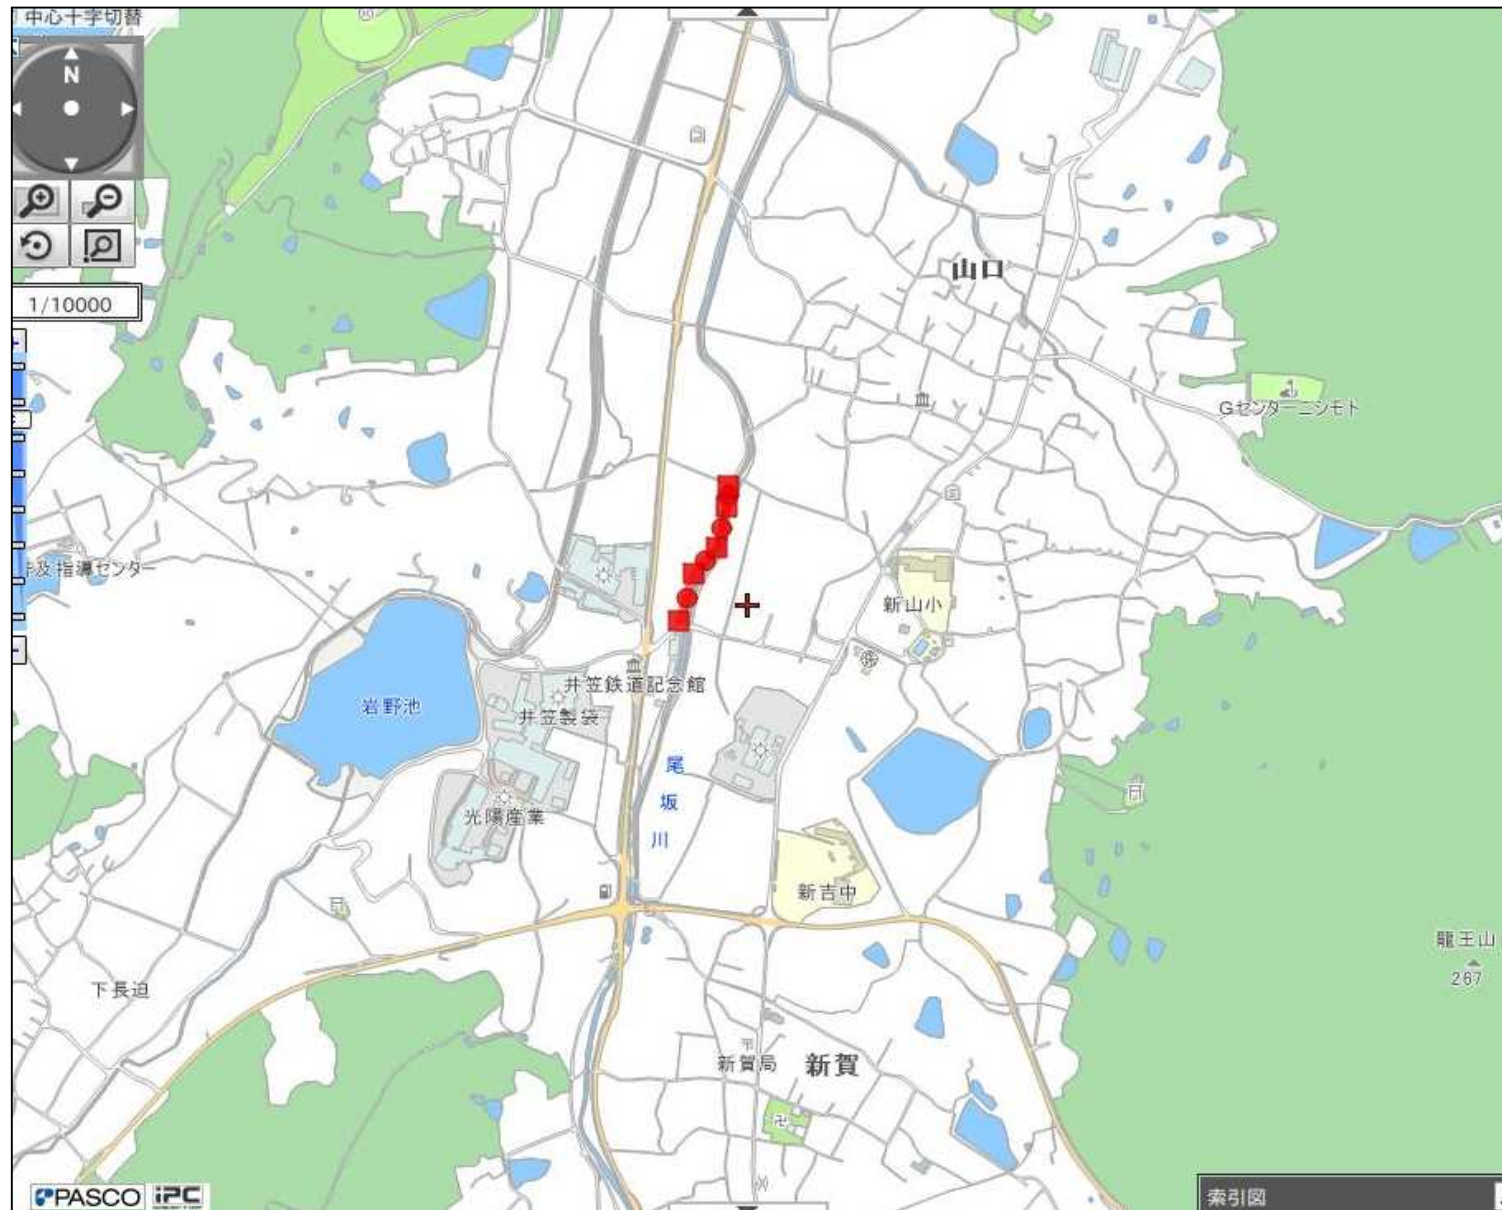 中心十字切替
N
1/10000
山口
Gセンターニシモト
及指導センター
新山小
井笠鉄道記念館
岩野池
井笠製袋
尾坂川
光陽産業
新吉中
龍王山
267
下長迫
新賀局
新賀
PASCO iPC
索引図